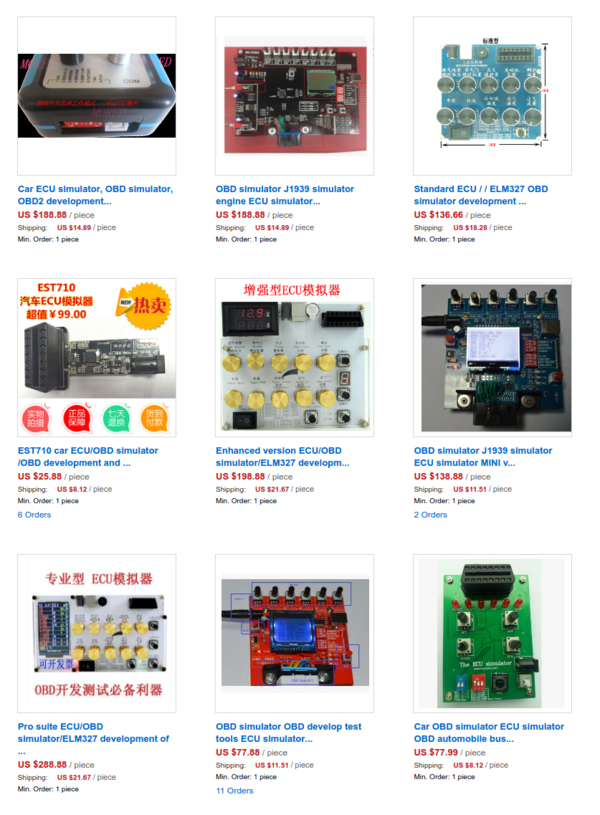 COM
标准型
Car ECU simulator, OBD simulator,
OBD2 development...
US $188.88 / piece
Shipping: US $14.89 / piece
Min. Order: 1 piece
OBD simulator J1939 simulator
engine ECU simulator...
US $188.88 / piece
Shipping: US $14.89 / piece
Min. Order: 1 piece
Standard ECU / / ELM327 OBD
simulator development ...
US $136.66 / piece
Shipping: US $18.28 / piece
Min. Order: 1 piece
EST710
汽车ECU模拟器
超值￥99.00
NEW 热卖
实物
拍摄
正品
保障
七天
退换
货到
付款
增强型ECU模拟器
EST710 car ECU/OBD simulator
/OBD development and ...
US $25.88 / piece
Shipping: US $8.12 / piece
Min. Order: 1 piece
6 Orders
Enhanced version ECU/OBD
simulator/ELM327 developm...
US $198.88 / piece
Shipping: US $21.67 / piece
Min. Order: 1 piece
OBD simulator J1939 simulator
ECU simulator MINI v...
US $138.88 / piece
Shipping: US $11.51 / piece
Min. Order: 1 piece
2 Orders
专业型 ECU模拟器
可开发票
OBD开发测试必备利器
The ECU simulator
Pro suite ECU/OBD
simulator/ELM327 development of
...
US $288.88 / piece
Shipping: US $21.67 / piece
Min. Order: 1 piece
OBD simulator OBD develop test
tools ECU simulator...
US $77.88 / piece
Shipping: US $11.51 / piece
Min. Order: 1 piece
11 Orders
Car OBD simulator ECU simulator
OBD automobile bus...
US $77.99 / piece
Shipping: US $8.12 / piece
Min. Order: 1 piece